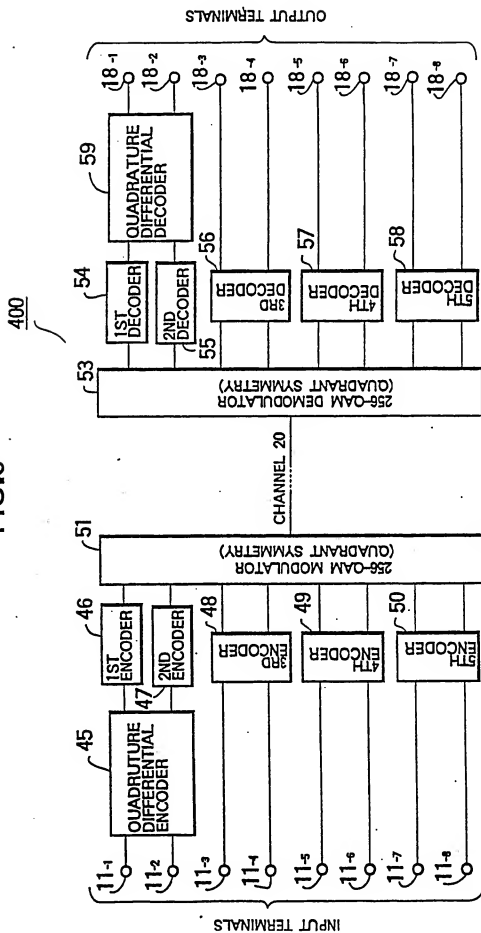 400
INPUT TERMINALS
11-1
11-2
11-3
11-4
11-5
11-6
11-7
11-8
45
QUADRUTURE
DIFFERENTIAL
ENCODER
46
1ST ENCODER
47
2ND ENCODER
48
3RD
ENCODER
49
4TH
ENCODER
50
5TH
ENCODER
51
256-QAM MODULATOR
(QUADRANT SYMMETRY)
CHANNEL 20
53
256-QAM DEMODULATOR
(QUADRANT SYMMETRY)
54
1ST DECODER
55
2ND DECODER
56
3RD
DECODER
57
4TH
DECODER
58
5TH
DECODER
59
QUADRATURE
DIFFERENTIAL
DECODER
18-1
18-2
18-3
18-4
18-5
18-6
18-7
18-8
OUTPUT TERMINALS